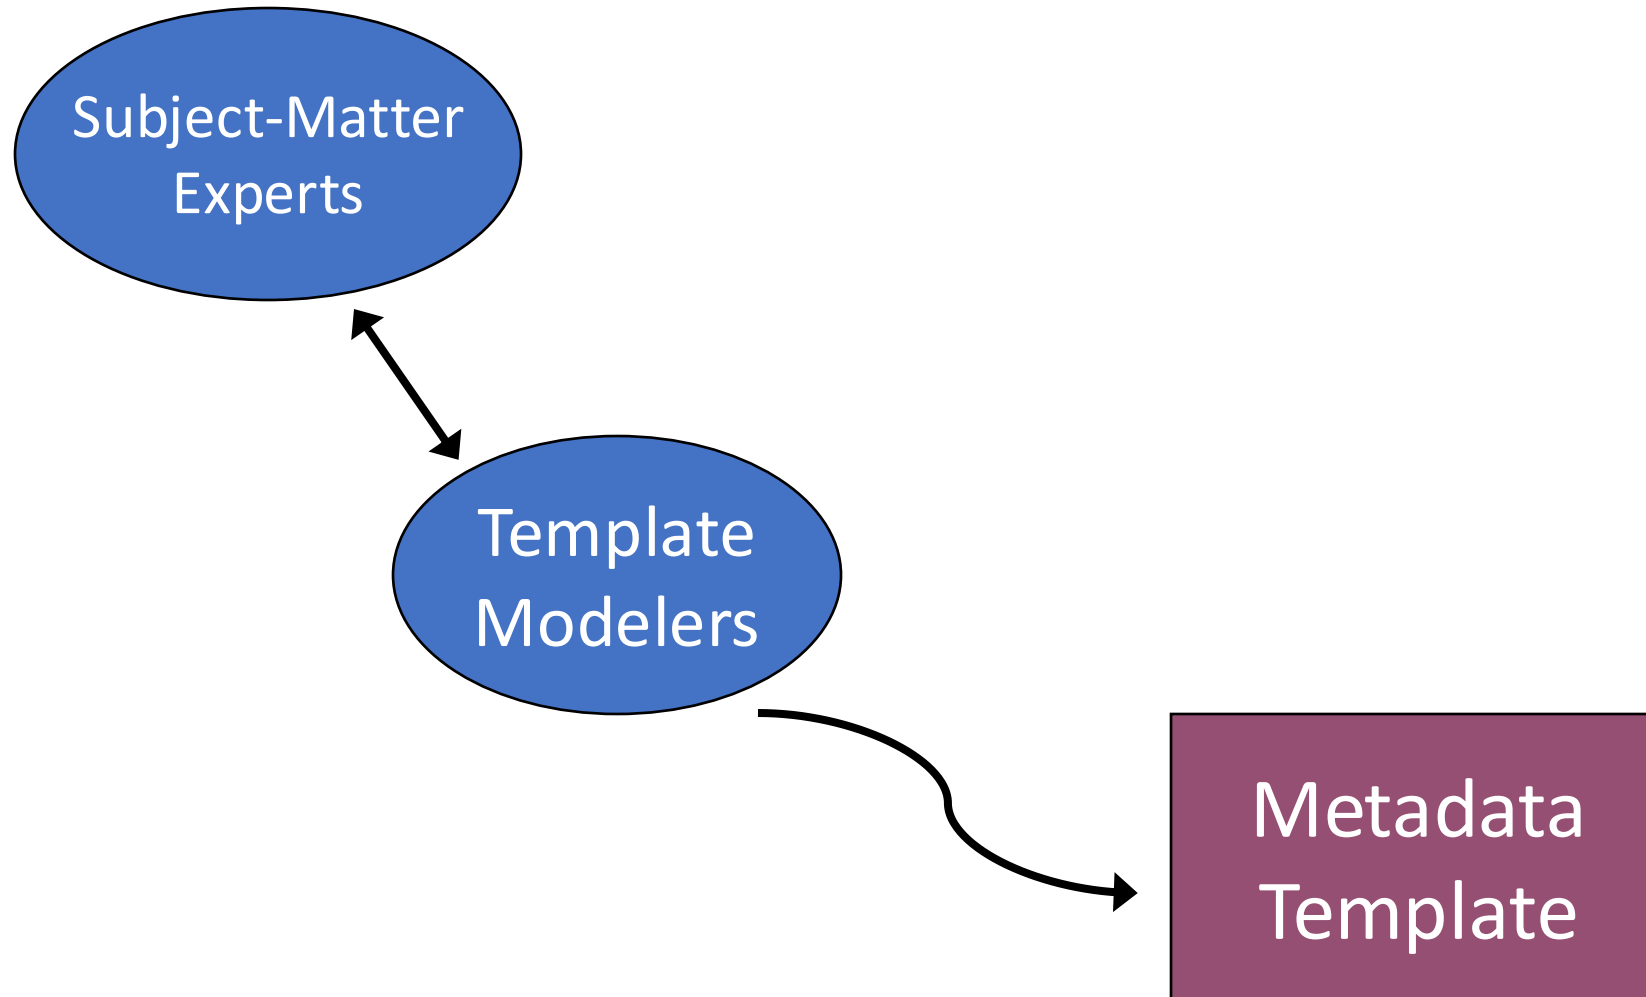 Subject-Matter
Experts
Template
Modelers
Metadata
Template